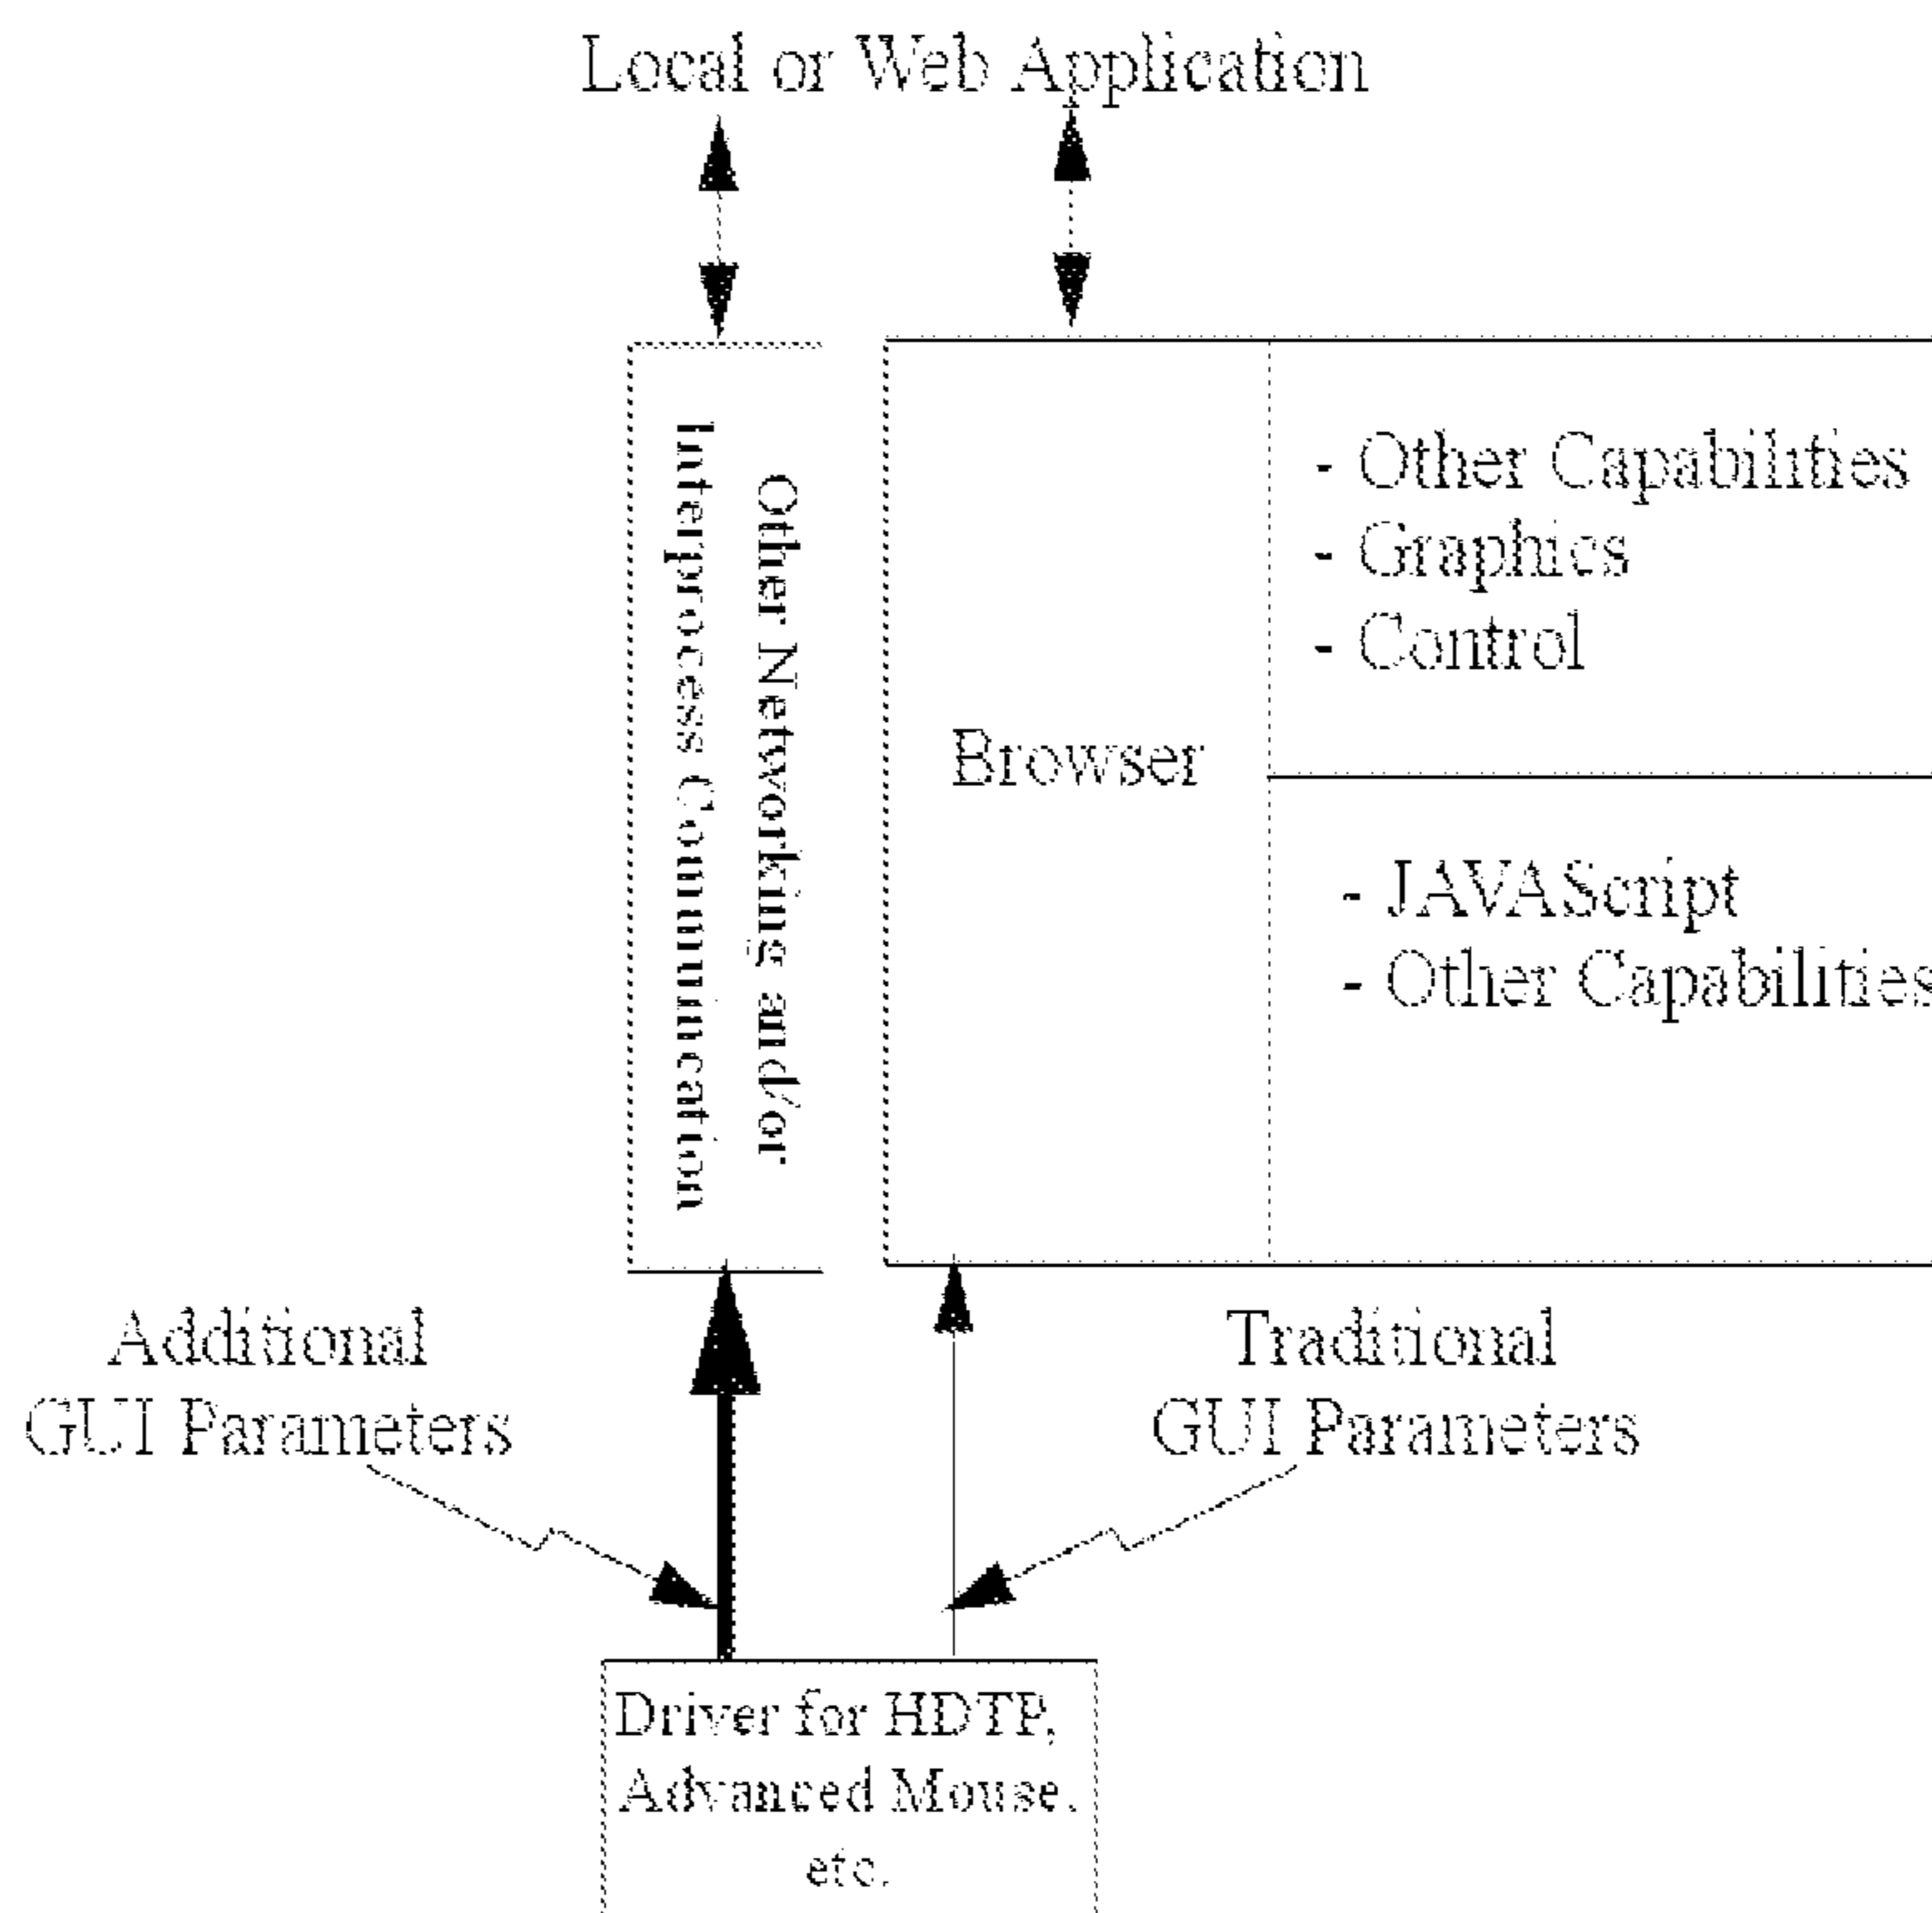 Local or Web Application
Other Networking and/or
Interprocess Communication
Browser
- Other Capabilities
- Graphics
- Control
- JAVAScript
- Other Capabilities
Additional
GUI Parameters
Traditional
GUI Parameters
Driver for HDTP,
Advanced Mouse,
etc.